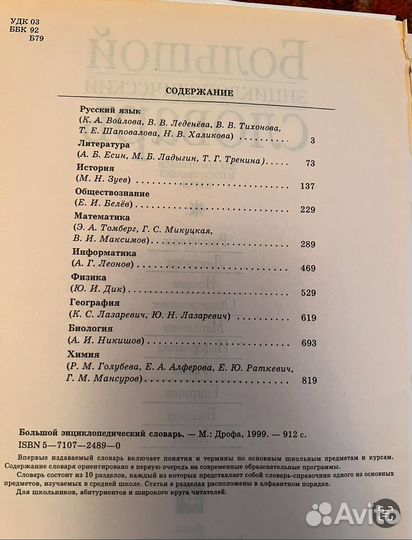 УДК 03
ББК 92
Б79
СОДЕРЖАНИЕ
Русский язык
(К. А. Войлова, В. В. Леденёва, В. В. Тихонова,
Т. Е. Шаповалова, Н. В. Халикова) 3
Литература
(А. Б. Есин, М. Б. Ладыгин, Т. Г. Тренина) 73
История
(М. Н. Зуев) 137
Обществознание
(Е. И. Белёв) 229
Математика
(Э. А. Томберг, Г. С. Микуцкая,
В. И. Максимов) 289
Информатика
(А. Г. Леонов) 469
Физика
(Ю. И. Дик) 529
География
(К. С. Лазаревич, Ю. Н. Лазаревич) 619
Биология
(А. И. Никишов) 693
Химия
(Р. М. Голубева, Е. А. Алферова, Е. Ю. Раткевич,
Г. М. Мансуров) 819
Большой энциклопедический словарь. — М.: Дрофа, 1999. — 912 с.
ISBN 5—7107—2489—0
Впервые издаваемый словарь включает понятия и термины по основным школьным предметам и курсам.
Содержание словаря ориентировано в первую очередь на современные образовательные программы.
Словарь состоит из 10 разделов, каждый из которых представляет собой словарь-справочник одного из основных
предметов, изучаемых в средней школе. Статьи в разделах расположены в алфавитном порядке.
Для школьников, абитуриентов и широкого круга читателей.
Avito